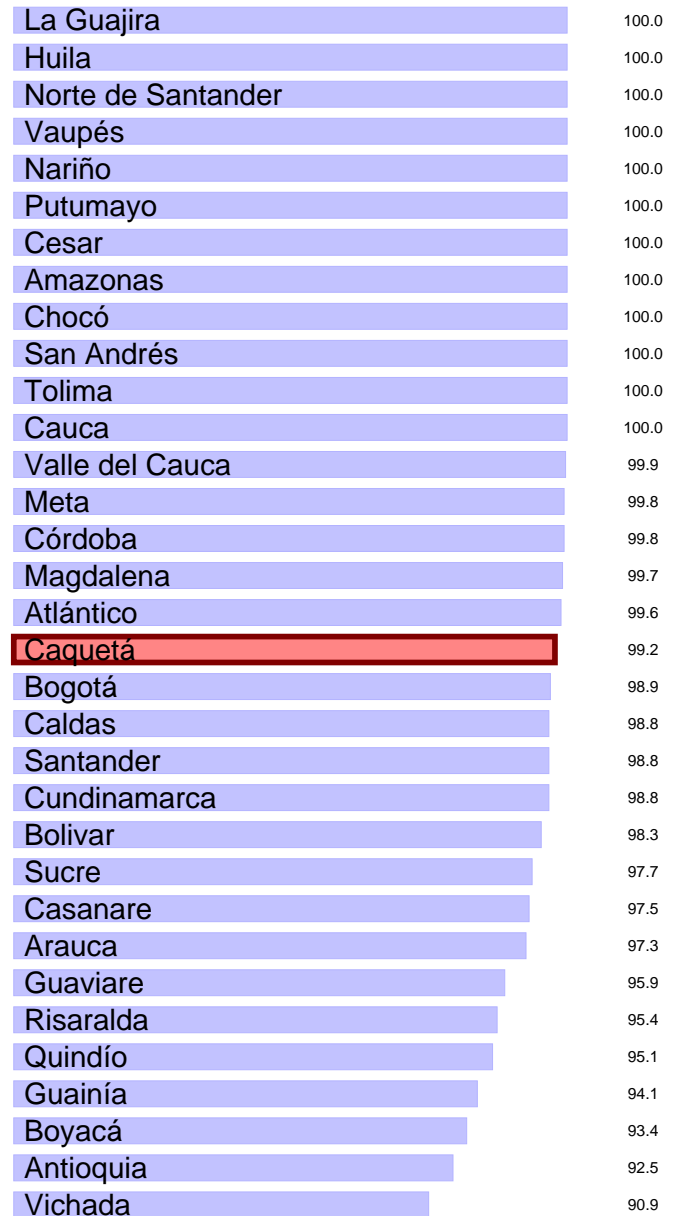 La Guajira 100.0
Huila 100.0
Norte de Santander 100.0
Vaupés 100.0
Nariño 100.0
Putumayo 100.0
Cesar 100.0
Amazonas 100.0
Chocó 100.0
San Andrés 100.0
Tolima 100.0
Cauca 100.0
Valle del Cauca 99.9
Meta 99.8
Córdoba 99.8
Magdalena 99.7
Atlántico 99.6
Caquetá 99.2
Bogotá 98.9
Caldas 98.8
Santander 98.8
Cundinamarca 98.8
Bolivar 98.3
Sucre 97.7
Casanare 97.5
Arauca 97.3
Guaviare 95.9
Risaralda 95.4
Quindío 95.1
Guainía 94.1
Boyacá 93.4
Antioquia 92.5
Vichada 90.9